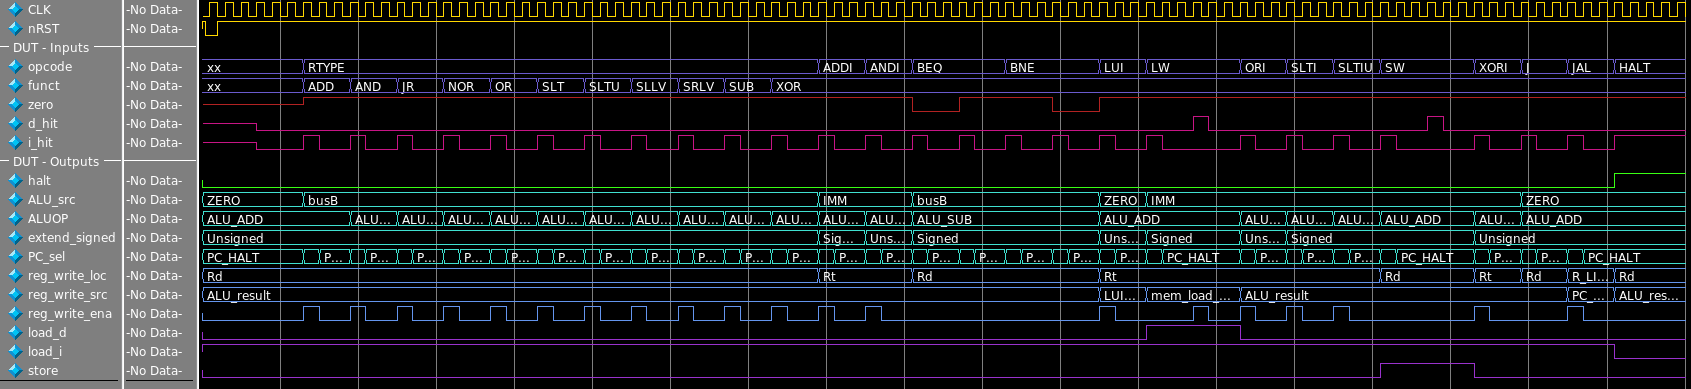 CLK -No Data-
nRST -No Data-
DUT - Inputs
opcode -No Data- xx RTYPE ADDI ANDI BEQ BNE LUI LW ORI SLTI SLTIU SW XORI J JAL HALT
funct -No Data- xx ADD AND JR NOR OR SLT SLTU SLLV SRLV SUB XOR
zero -No Data-
d_hit -No Data-
i_hit -No Data-
DUT - Outputs
halt -No Data-
ALU_src -No Data- ZERO busB IMM busB ZERO IMM ZERO
ALUOP -No Data- ALU_ADD ALU... ALU... ALU... ALU... ALU... ALU... ALU... ALU... ALU... ALU... ALU... ALU... ALU_SUB ALU_ADD ALU... ALU... ALU... ALU_ADD ALU... ALU_ADD
extend_signed -No Data- Unsigned Sig... Uns... Signed Uns... Signed Uns... Signed Unsigned
PC_sel -No Data- PC_HALT P... P... P... P... P... P... P... P... P... P... P... P... P... P... P... P... P... P... PC_HALT P... P... P... PC_HALT P... P... PC_HALT
reg_write_loc -No Data- Rd Rt Rd Rt Rd Rt Rd R_LI... Rd
reg_write_src -No Data- ALU_result LUI... mem_load_... ALU_result PC_... ALU_res...
reg_write_ena -No Data-
load_d -No Data-
load_i -No Data-
store -No Data-